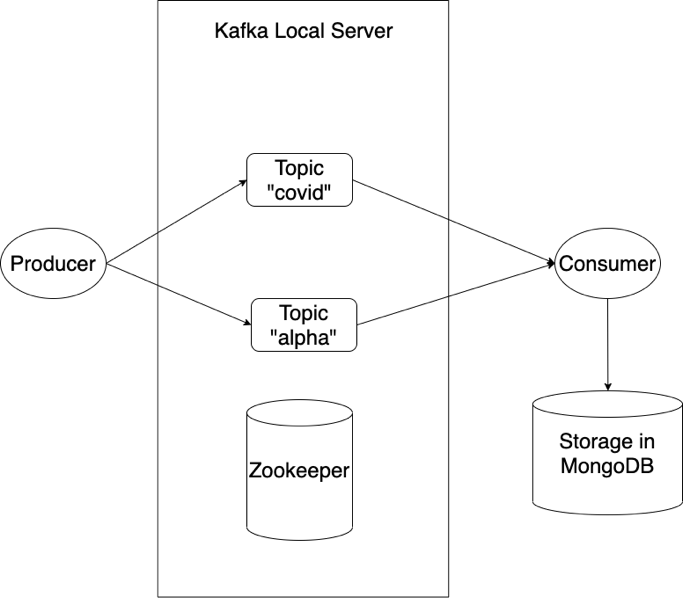 Kafka Local Server
Topic
"covid"
Producer
Consumer
Topic
"alpha"
Zookeeper
Storage in
MongoDB